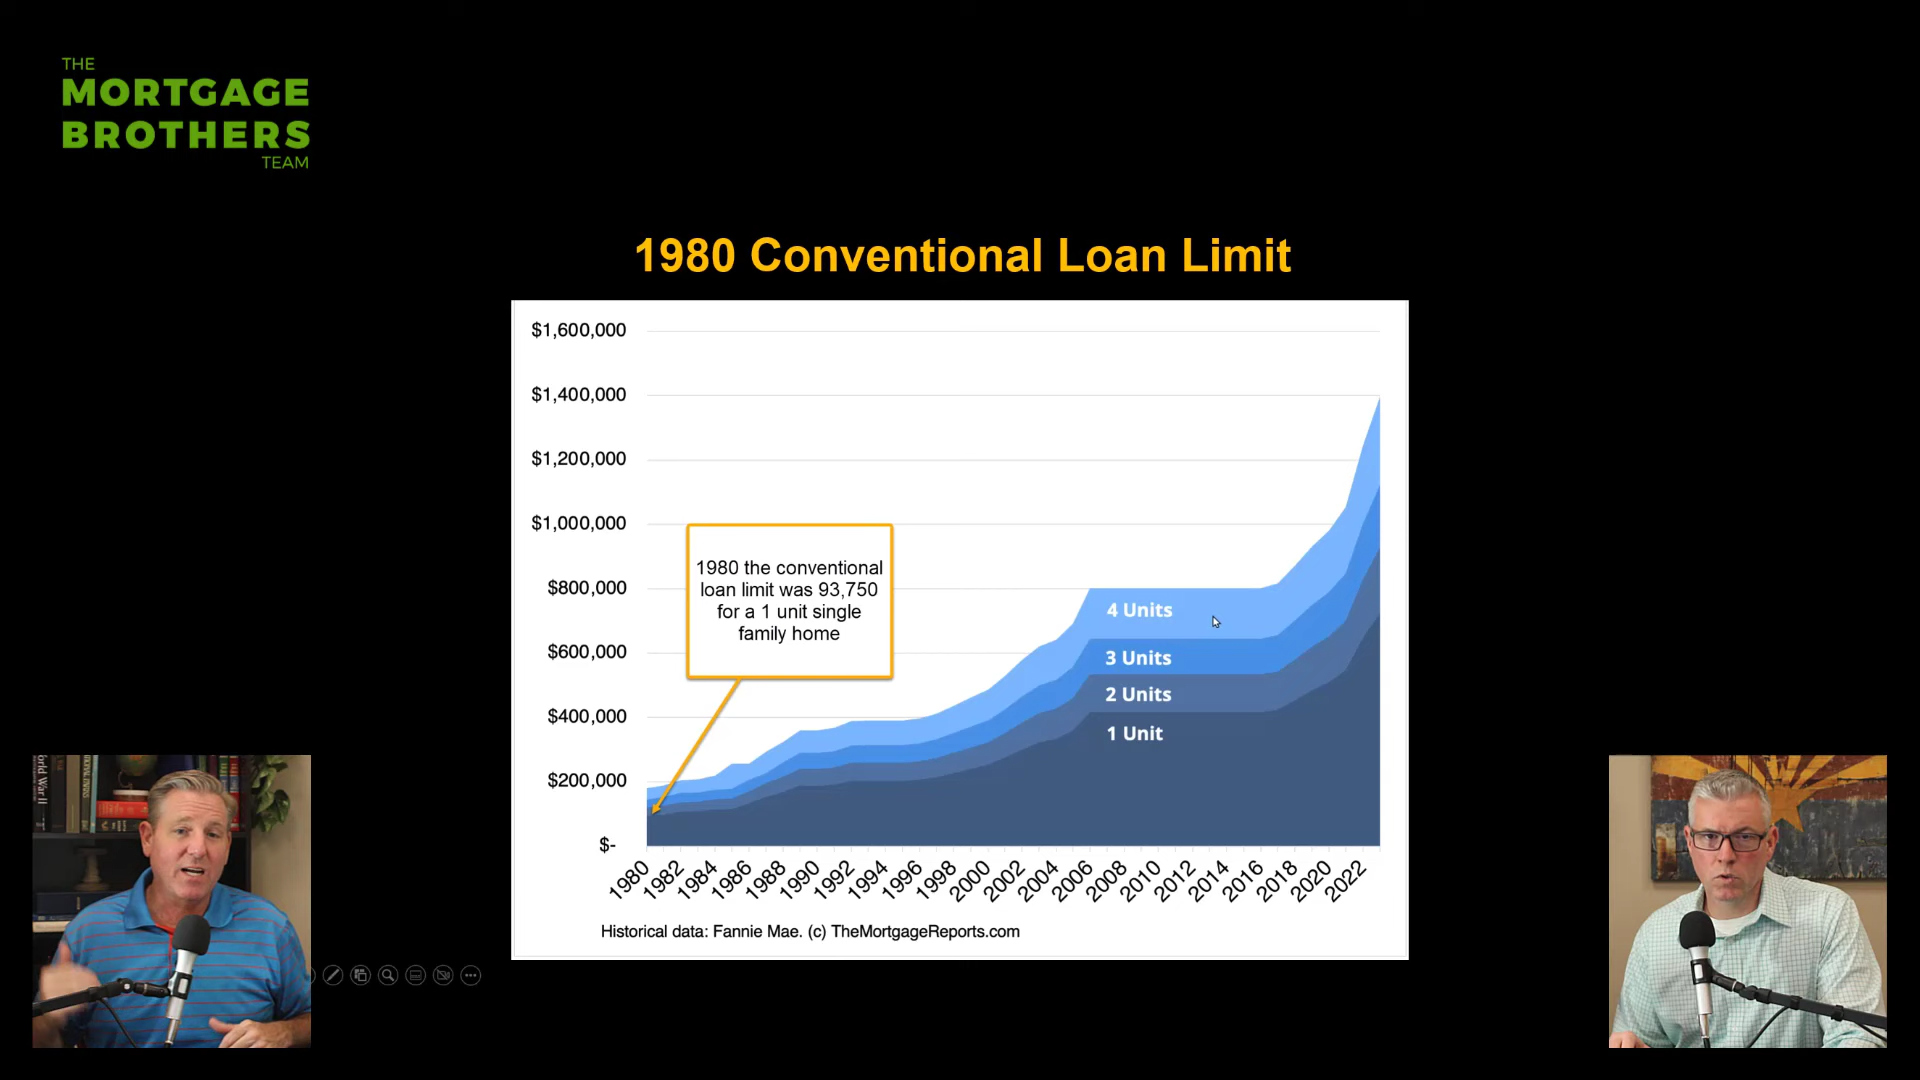 THE
MORTGAGE
BROTHERS
TEAM
1980 Conventional Loan Limit
$1,600,000
$1,400,000
$1,200,000
$1,000,000
$800,000
$600,000
$400,000
$200,000
$-
1980 the conventional
loan limit was 93,750
for a 1 unit single
family home
4 Units
3 Units
2 Units
1 Unit
1980 1982 1984 1986 1988 1990 1992 1994 1996 1998 2000 2002 2004 2006 2008 2010 2012 2014 2016 2018 2020 2022
Historical data: Fannie Mae. (c) TheMortgageReports.com
World War II